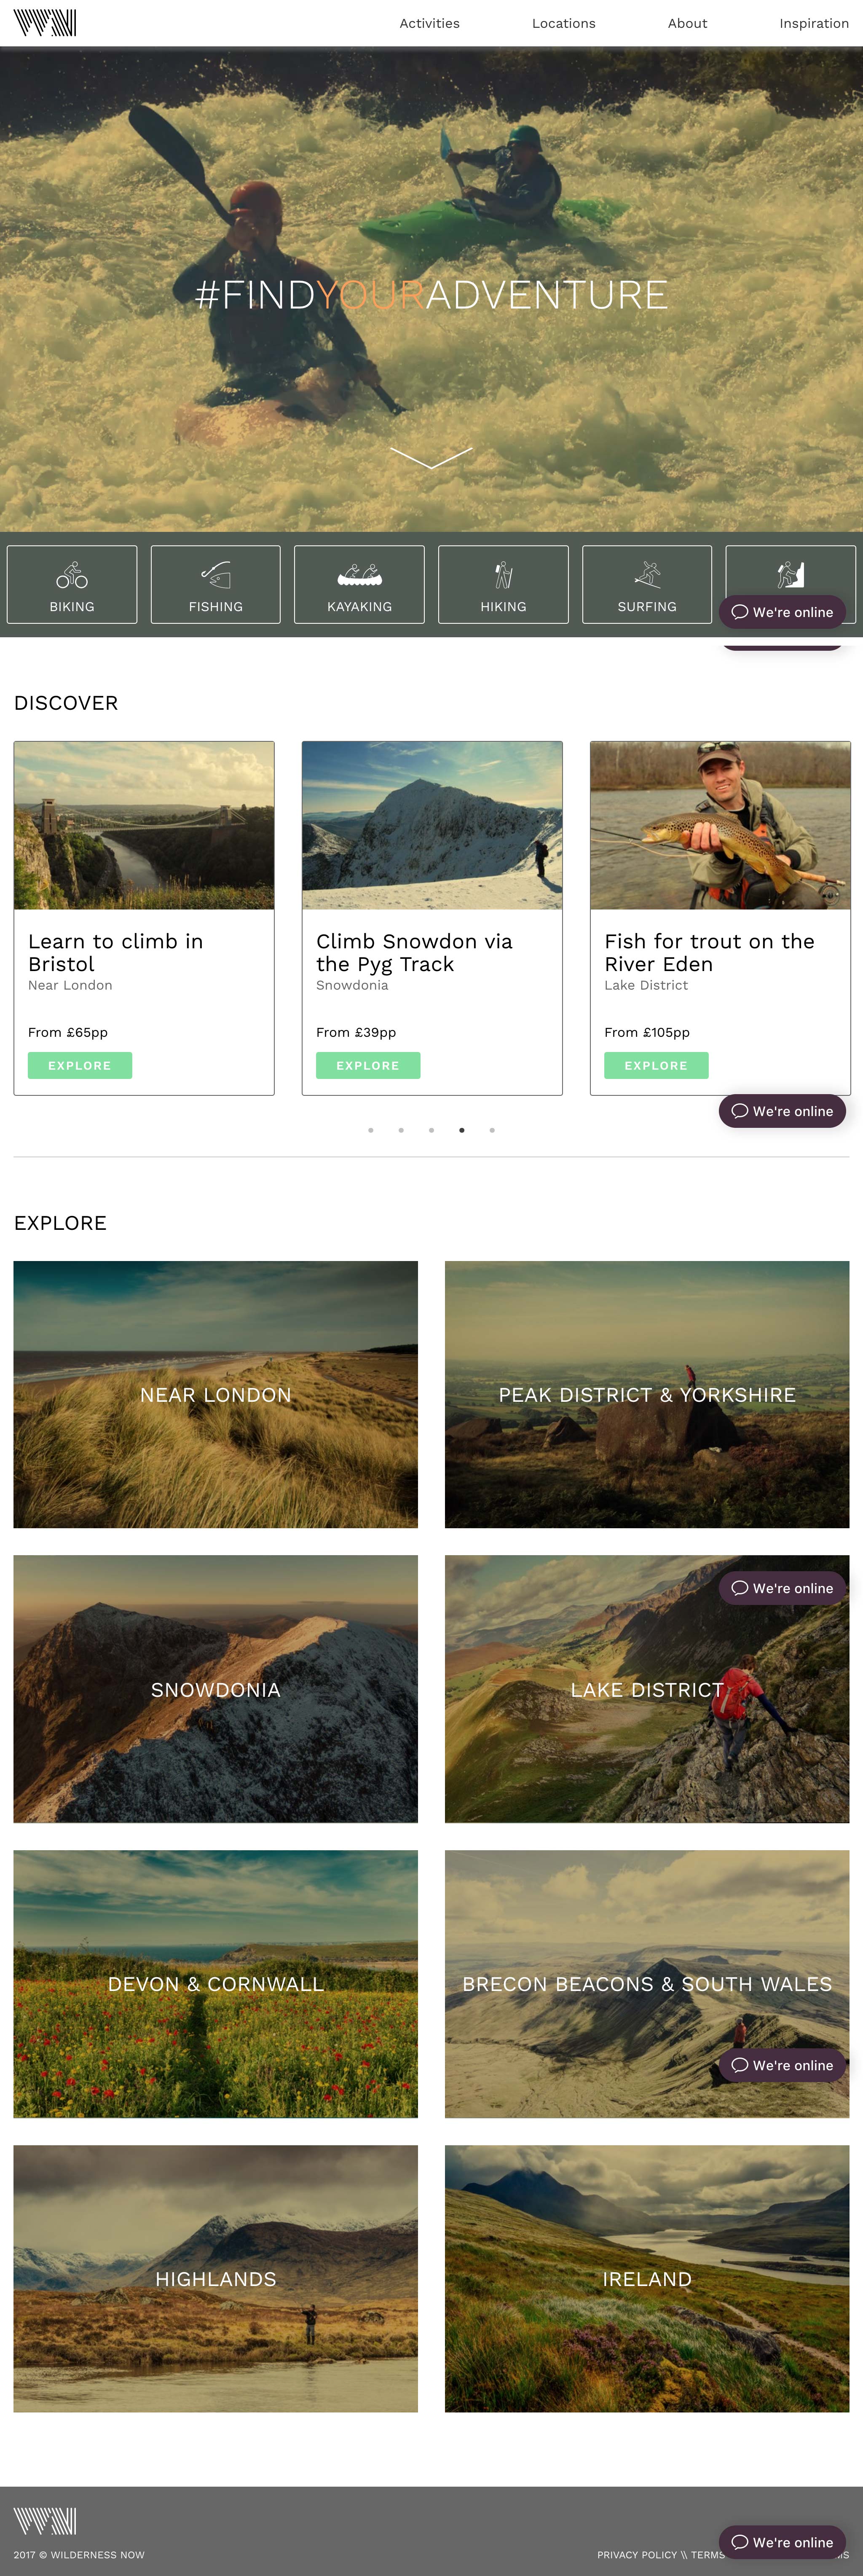 WN
Activities Locations About Inspiration
#FINDYOURADVENTURE
BIKING FISHING KAYAKING HIKING SURFING
We're online
DISCOVER
Learn to climb in
Bristol
Near London
From £65pp
EXPLORE
Climb Snowdon via
the Pyg Track
Snowdonia
From £39pp
EXPLORE
Fish for trout on the
River Eden
Lake District
From £105pp
EXPLORE
We're online
EXPLORE
NEAR LONDON
PEAK DISTRICT & YORKSHIRE
We're online
SNOWDONIA
LAKE DISTRICT
DEVON & CORNWALL
BRECON BEACONS & SOUTH WALES
We're online
HIGHLANDS
IRELAND
WN
We're online
2017 © WILDERNESS NOW
PRIVACY POLICY \\ TERMS